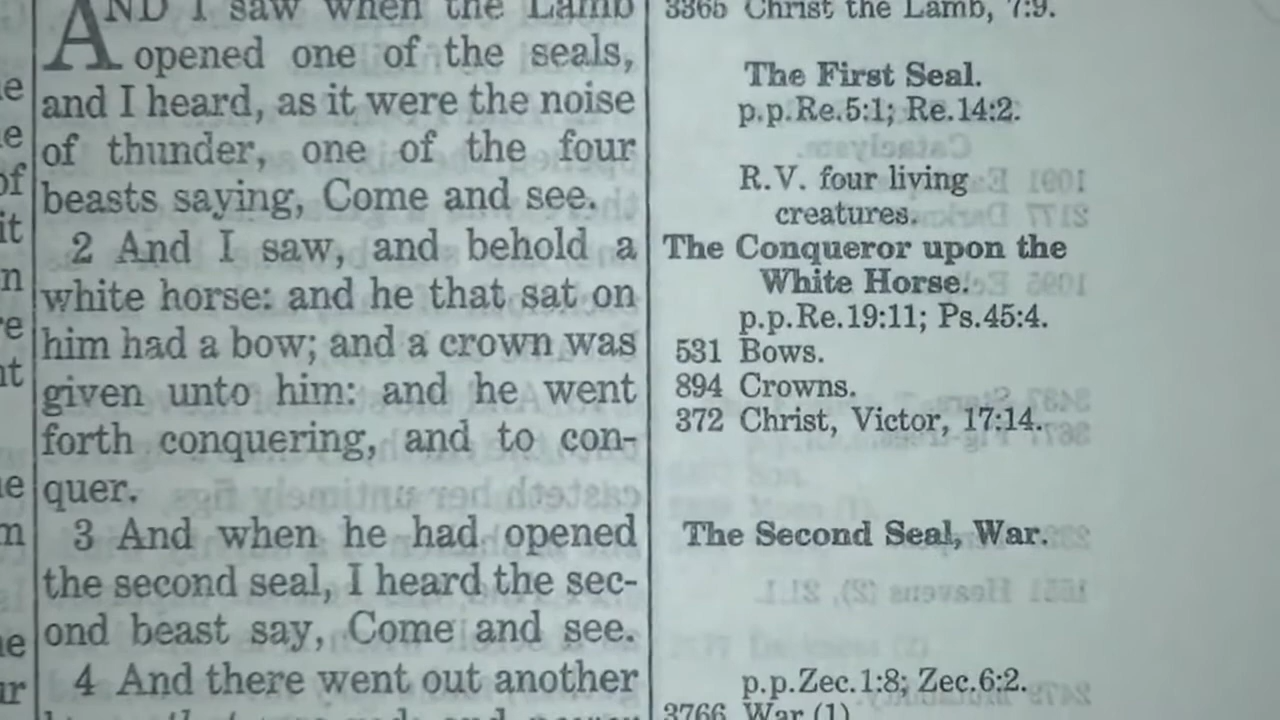 AND I saw when the Lamb
opened one of the seals,
and I heard, as it were the noise
of thunder, one of the four
beasts saying, Come and see.
2 And I saw, and behold a
white horse: and he that sat on
him had a bow; and a crown was
given unto him: and he went
forth conquering, and to con-
quer.
3 And when he had opened
the second seal, I heard the sec-
ond beast say, Come and see.
4 And there went out another
3365 Christ the Lamb, 7:9.
The First Seal.
p.p.Re.5:1; Re.14:2.
R.V. four living
creatures.
The Conqueror upon the
White Horse.
p.p.Re.19:11; Ps.45:4.
531 Bows.
894 Crowns.
372 Christ, Victor, 17:14.
The Second Seal, War.
p.p.Zec.1:8; Zec.6:2.
3766 War (1)